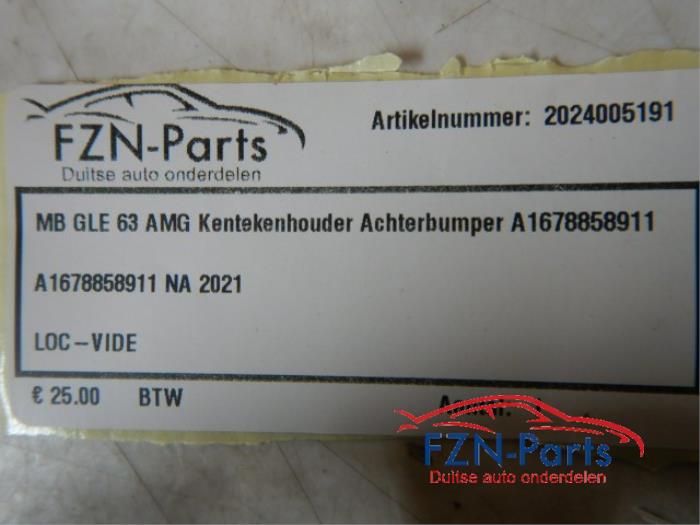 FZN-Parts
Duitse auto onderdelen
Artikelnummer: 2024005191
MB GLE 63 AMG Kentekenhouder Achterbumper A1678858911
A1678858911 NA 2021
LOC-VIDE
€ 25.00 BTW
FZN-Parts
Duitse auto onderdelen